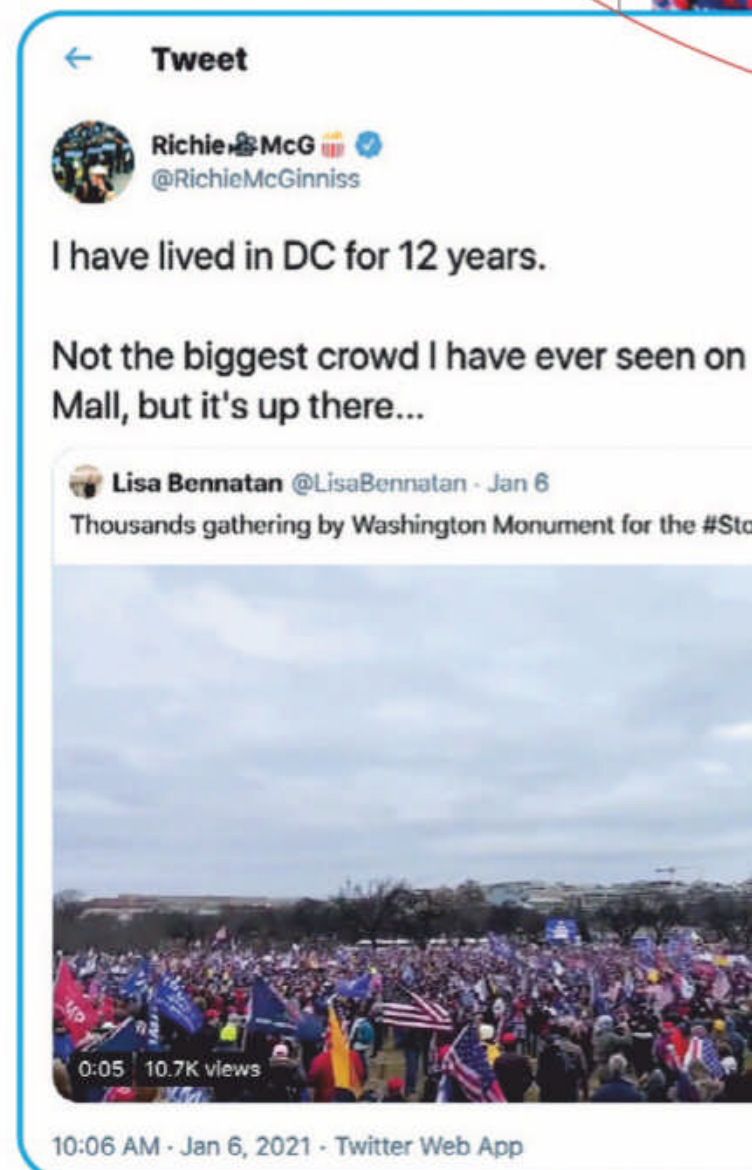 ← Tweet
Richie🎥McG🍿
@RichieMcGinniss
I have lived in DC for 12 years.
Not the biggest crowd I have ever seen on
Mall, but it's up there...
Lisa Bennatan @LisaBennatan · Jan 6
Thousands gathering by Washington Monument for the #Sto
0:05 10.7K views
10:06 AM · Jan 6, 2021 · Twitter Web App